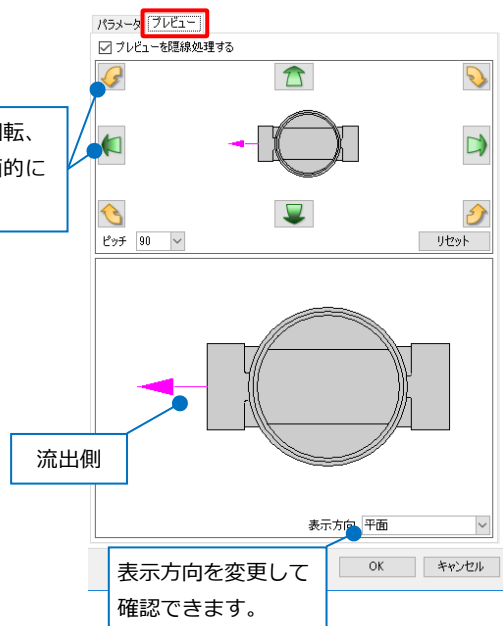 パラメータ プレビュー
プレビューを隠線処理する
転、
的に
ピッチ 90
リセット
流出側
表示方向 平面
表示方向を変更して
確認できます。
OK キャンセル